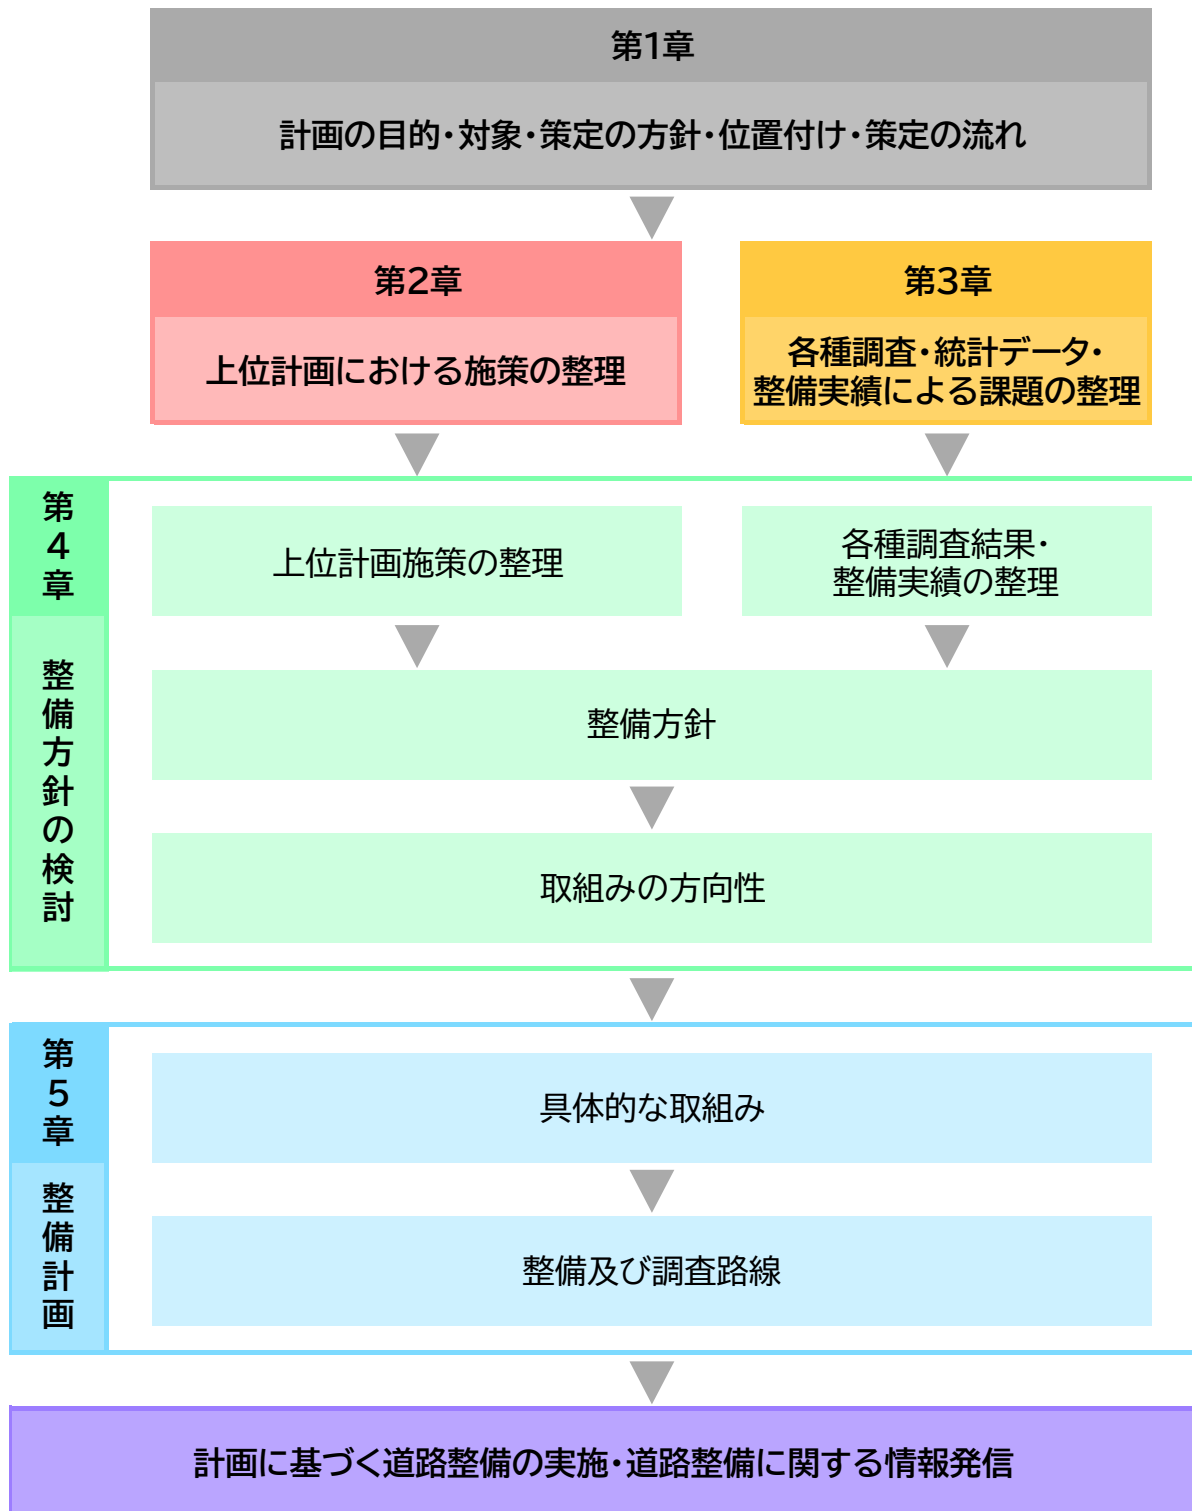 第1章
計画の目的・対象・策定の方針・位置付け・策定の流れ
第2章
上位計画における施策の整理
第3章
各種調査・統計データ・
整備実績による課題の整理
第4章
整備方針の検討
上位計画施策の整理
各種調査結果・
整備実績の整理
整備方針
取組みの方向性
第5章
整備計画
具体的な取組み
整備及び調査路線
計画に基づく道路整備の実施・道路整備に関する情報発信